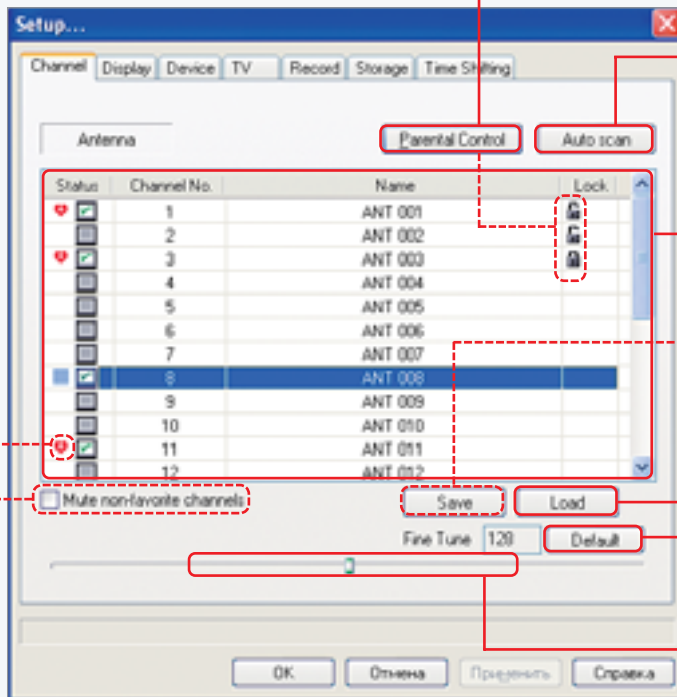 Setup...
Channel Display Device TV Record Storage Time Shifting
Antenna Parental Control Auto scan
Status Channel No. Name Lock
1 ANT 001
2 ANT 002
3 ANT 003
4 ANT 004
5 ANT 005
6 ANT 006
7 ANT 007
8 ANT 008
9 ANT 009
10 ANT 010
11 ANT 011
12 ANT 012
Mute non-favorite channels Save Load
Fine Tune 128 Default
OK Отмена Применить Справка